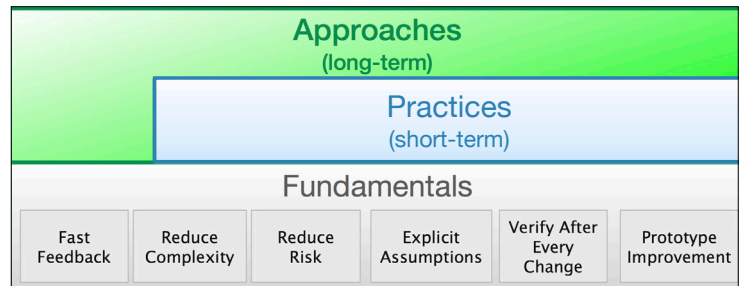 Approaches
(long-term)
Practices
(short-term)
Fundamentals
Fast
Feedback
Reduce
Complexity
Reduce
Risk
Explicit
Assumptions
Verify After
Every
Change
Prototype
Improvement